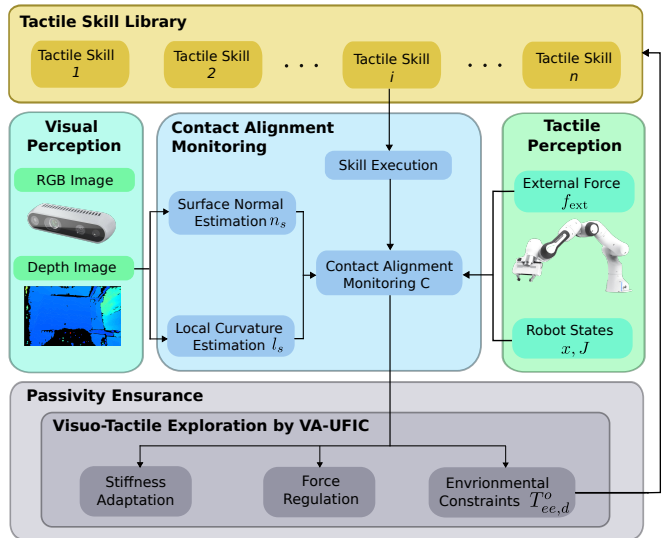 Tactile Skill Library
Tactile Skill
1
Tactile Skill
2
. . .
Tactile Skill
i
. . .
Tactile Skill
n
Visual
Perception
RGB Image
Depth Image
Contact Alignment
Monitoring
Skill Execution
Surface Normal
Estimation n_s
Contact Alignment
Monitoring C
Local Curvature
Estimation l_s
Tactile
Perception
External Force
f_ext
Robot States
x, J
Passivity Ensurance
Visuo-Tactile Exploration by VA-UFIC
Stiffness
Adaptation
Force
Regulation
Envrionmental
Constraints T^o_{ee,d}